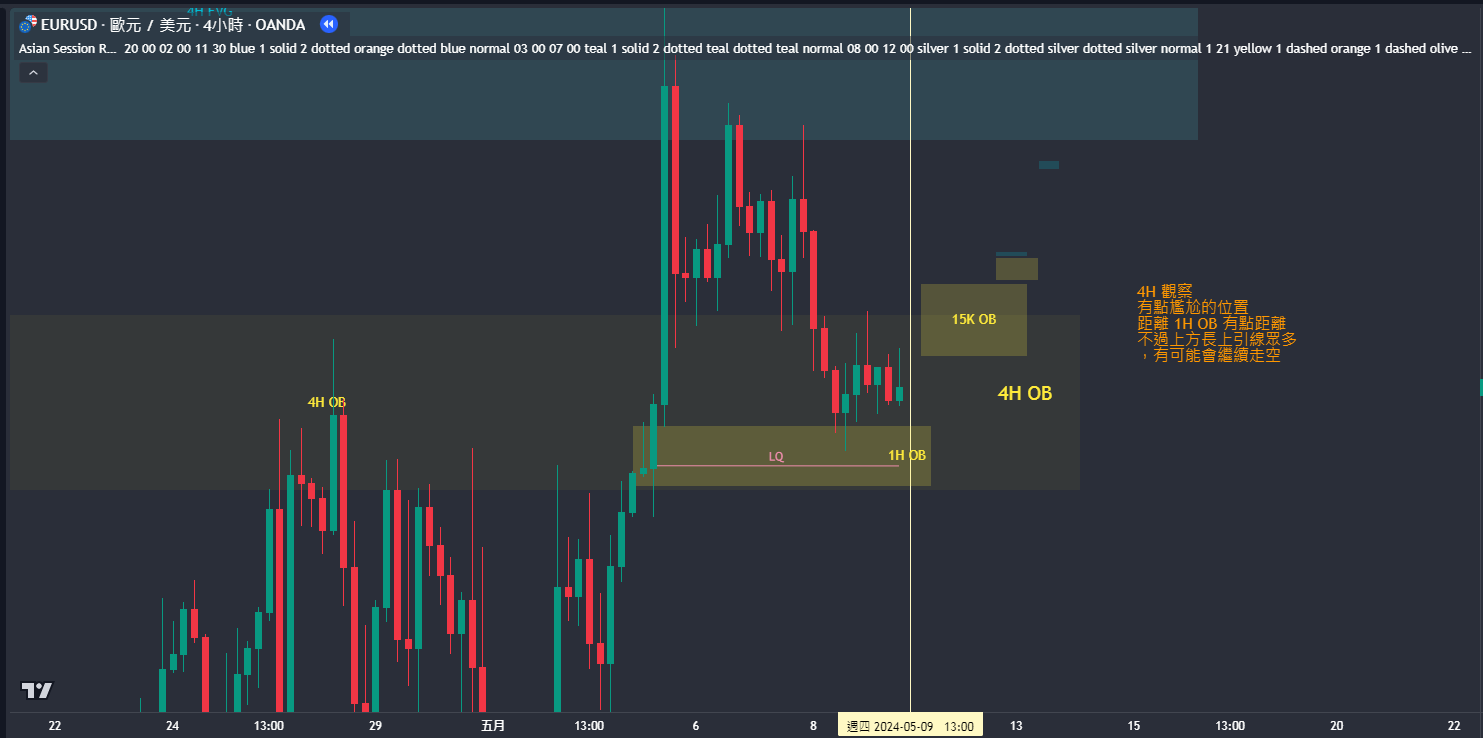 4H FVG
EURUSD · 歐元 / 美元 · 4小時 · OANDA
Asian Session R... 20 00 02 00 11 30 blue 1 solid 2 dotted orange dotted blue normal 03 00 07 00 teal 1 solid 2 dotted teal dotted teal normal 08 00 12 00 silver 1 solid 2 dotted silver dotted silver normal 1 21 yellow 1 dashed orange 1 dashed olive ...
4H 觀察
有點尷尬的位置
距離 1H OB 有點距離
不過上方長上引線眾多
，有可能會繼續走空
15K OB
4H OB
4H OB
LQ
1H OB
22 24 13:00 29 五月 13:00 6 8 週四 2024-05-09 13:00 13 15 13:00 20 22